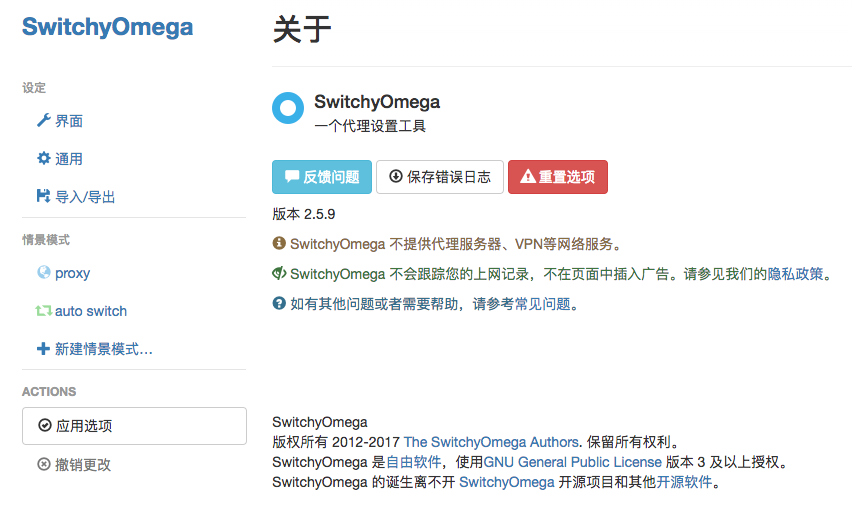 SwitchyOmega
设定
界面
通用
导入/导出
情景模式
proxy
auto switch
新建情景模式...
ACTIONS
应用选项
撤销更改
关于
SwitchyOmega
一个代理设置工具
反馈问题 保存错误日志 重置选项
版本 2.5.9
SwitchyOmega 不提供代理服务器、VPN等网络服务。
SwitchyOmega 不会跟踪您的上网记录，不在页面中插入广告。请参见我们的隐私政策。
如有其他问题或者需要帮助，请参考常见问题。
SwitchyOmega
版权所有 2012-2017 The SwitchyOmega Authors. 保留所有权利。
SwitchyOmega 是自由软件，使用GNU General Public License 版本 3 及以上授权。
SwitchyOmega 的诞生离不开 SwitchyOmega 开源项目和其他开源软件。